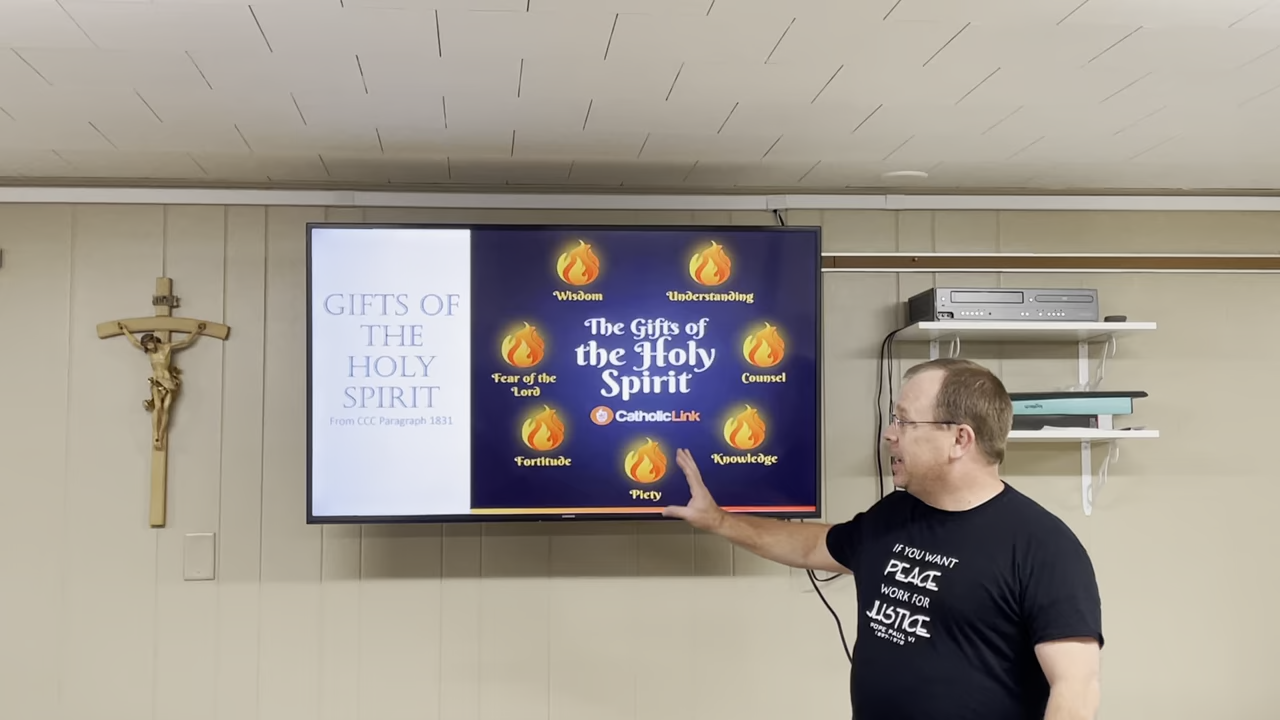 GIFTS OF
THE
HOLY
SPIRIT
From CCC Paragraph 1831
Wisdom
Understanding
The Gifts of
the Holy
Spirit
Fear of the
Lord
Counsel
CatholicLink
Fortitude
Knowledge
Piety
IF YOU WANT
PEACE
WORK FOR
JUSTICE
POPE PAUL VI